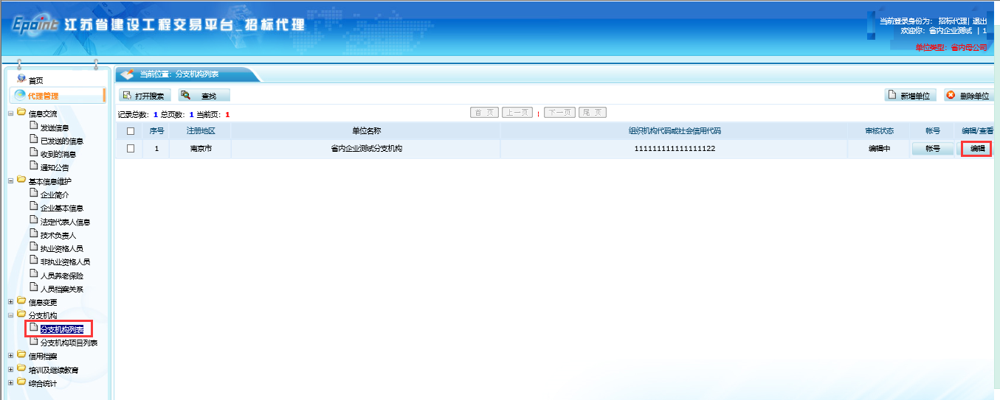 Epoint 江苏省建设工程交易平台_招标代理
当前登录身份为： 招标代理| 退出
欢迎你: 省内企业测试 | 1
单位类型：省内母公司
首页
代理管理
信息交流
发送信息
已发送的信息
收到的消息
通知公告
基本信息维护
企业简介
企业基本信息
法定代表人信息
技术负责人
执业资格人员
非执业资格人员
人员养老保险
人员档案关系
信息变更
分支机构
分支机构列表
分支机构项目列表
信用档案
培训及继续教育
综合统计
当前位置：分支机构列表
打开搜索 查找 新增单位 删除单位
记录总数: 1 总页数: 1 当前页: 1 首 页 上一页 | 下一页 尾 页
序号 注册地区 单位名称 组织机构代码或社会信用代码 审核状态 帐号 编辑/查看
1 南京市 省内企业测试分支机构 111111111111111122 编辑中 帐号 编辑